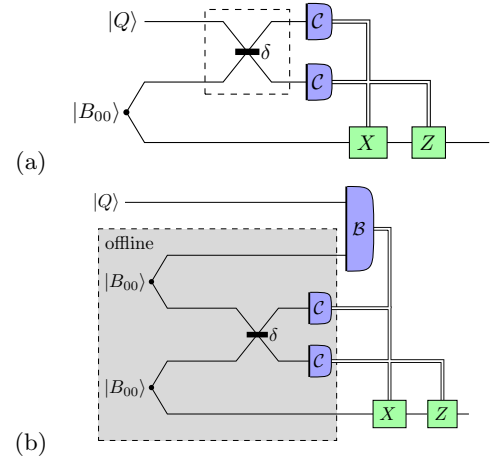 |Q⟩ δ C
C
|B₀₀⟩
X Z
(a)
|Q⟩
B
offline
|B₀₀⟩
C
δ
C
|B₀₀⟩
X Z
(b)